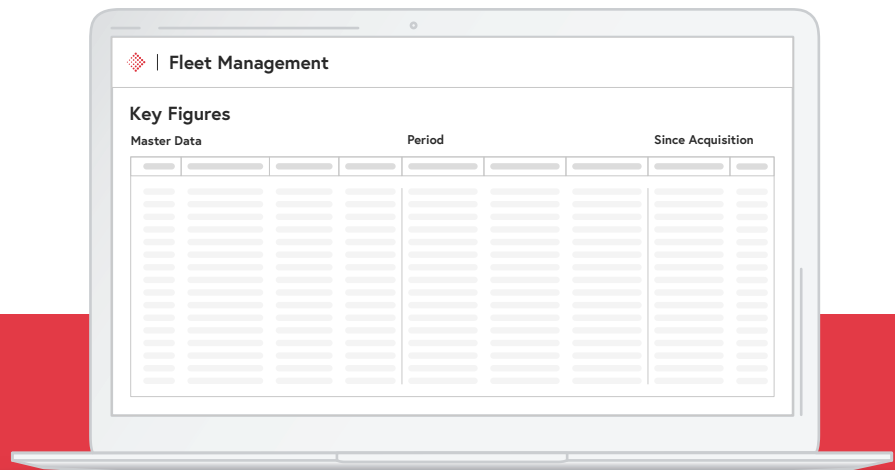 Fleet Management
Key Figures
Master Data Period Since Acquisition